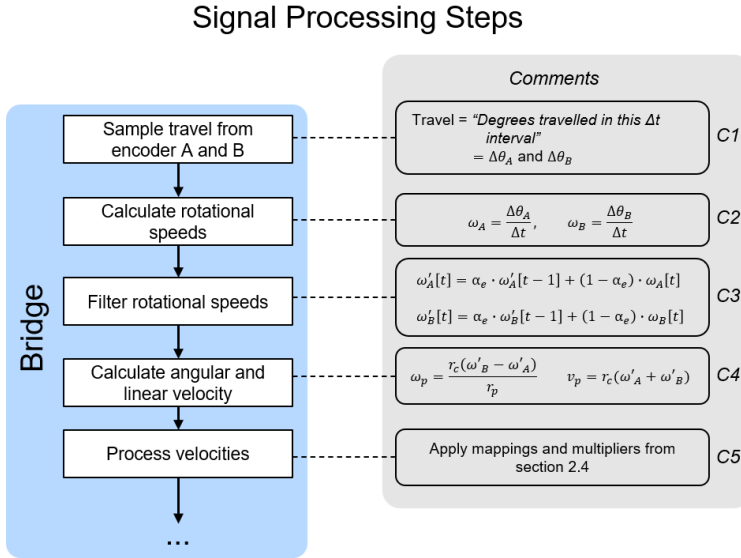 Signal Processing Steps
Comments
Bridge
Sample travel from
encoder A and B
Travel = “Degrees travelled in this Δt
interval”
= Δθ_A and Δθ_B
C1
Calculate rotational
speeds
ω_A = Δθ_A/Δt, ω_B = Δθ_B/Δt
C2
Filter rotational speeds
ω′_A[t] = α_e · ω′_A[t − 1] + (1 − α_e) · ω_A[t]
ω′_B[t] = α_e · ω′_B[t − 1] + (1 − α_e) · ω_B[t]
C3
Calculate angular and
linear velocity
ω_p = r_c(ω′_B − ω′_A)/r_p v_p = r_c(ω′_A + ω′_B)
C4
Process velocities
Apply mappings and multipliers from
section 2.4
C5
...